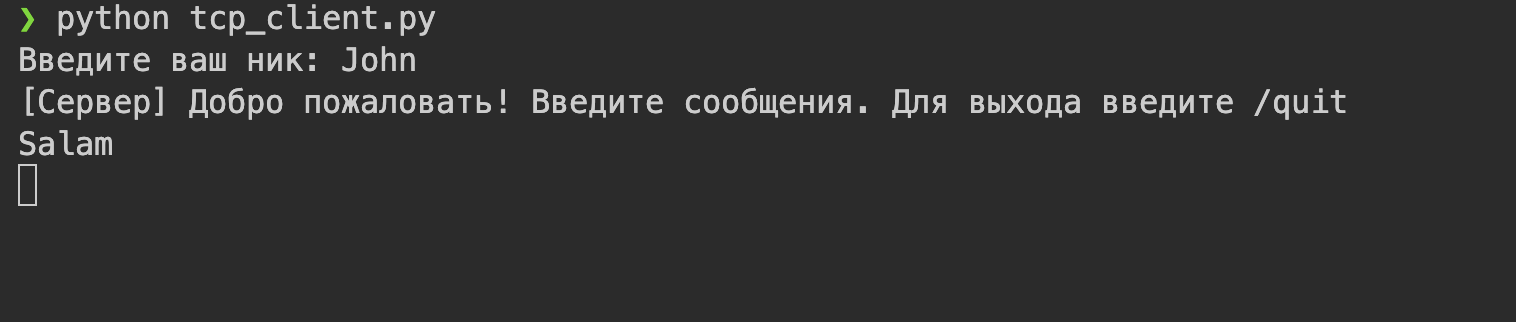 ❯ python tcp_client.py
Введите ваш ник: John
[Сервер] Добро пожаловать! Введите сообщения. Для выхода введите /quit
Salam